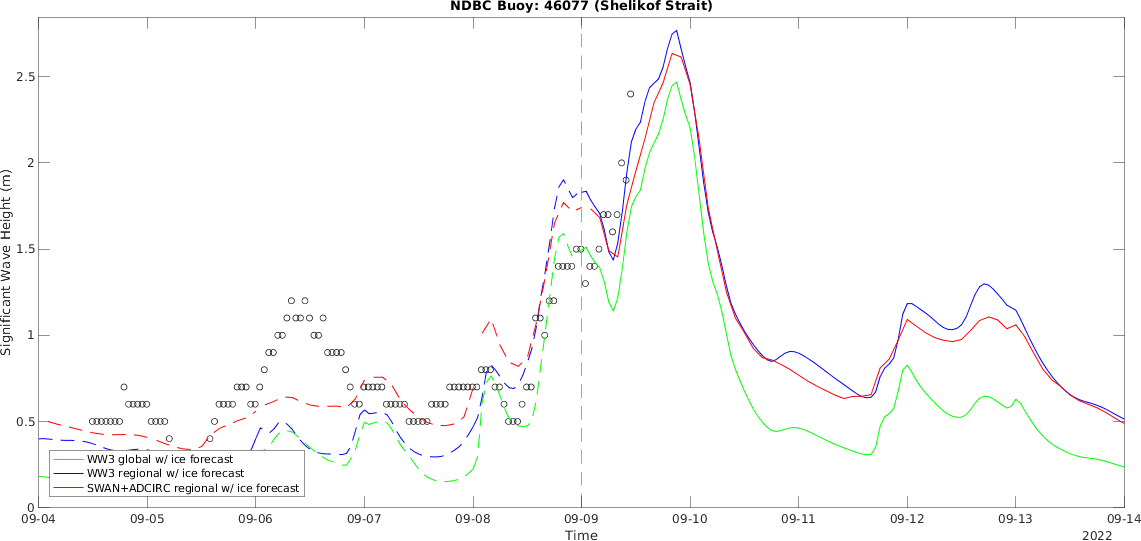 NDBC Buoy: 46077 (Shelikof Strait)
Significant Wave Height (m)
2.5
2
1.5
1
0.5
0
WW3 global w/ ice forecast
WW3 regional w/ ice forecast
SWAN+ADCIRC regional w/ ice forecast
09-04 09-05 09-06 09-07 09-08 09-09 09-10 09-11 09-12 09-13 09-14
Time
2022